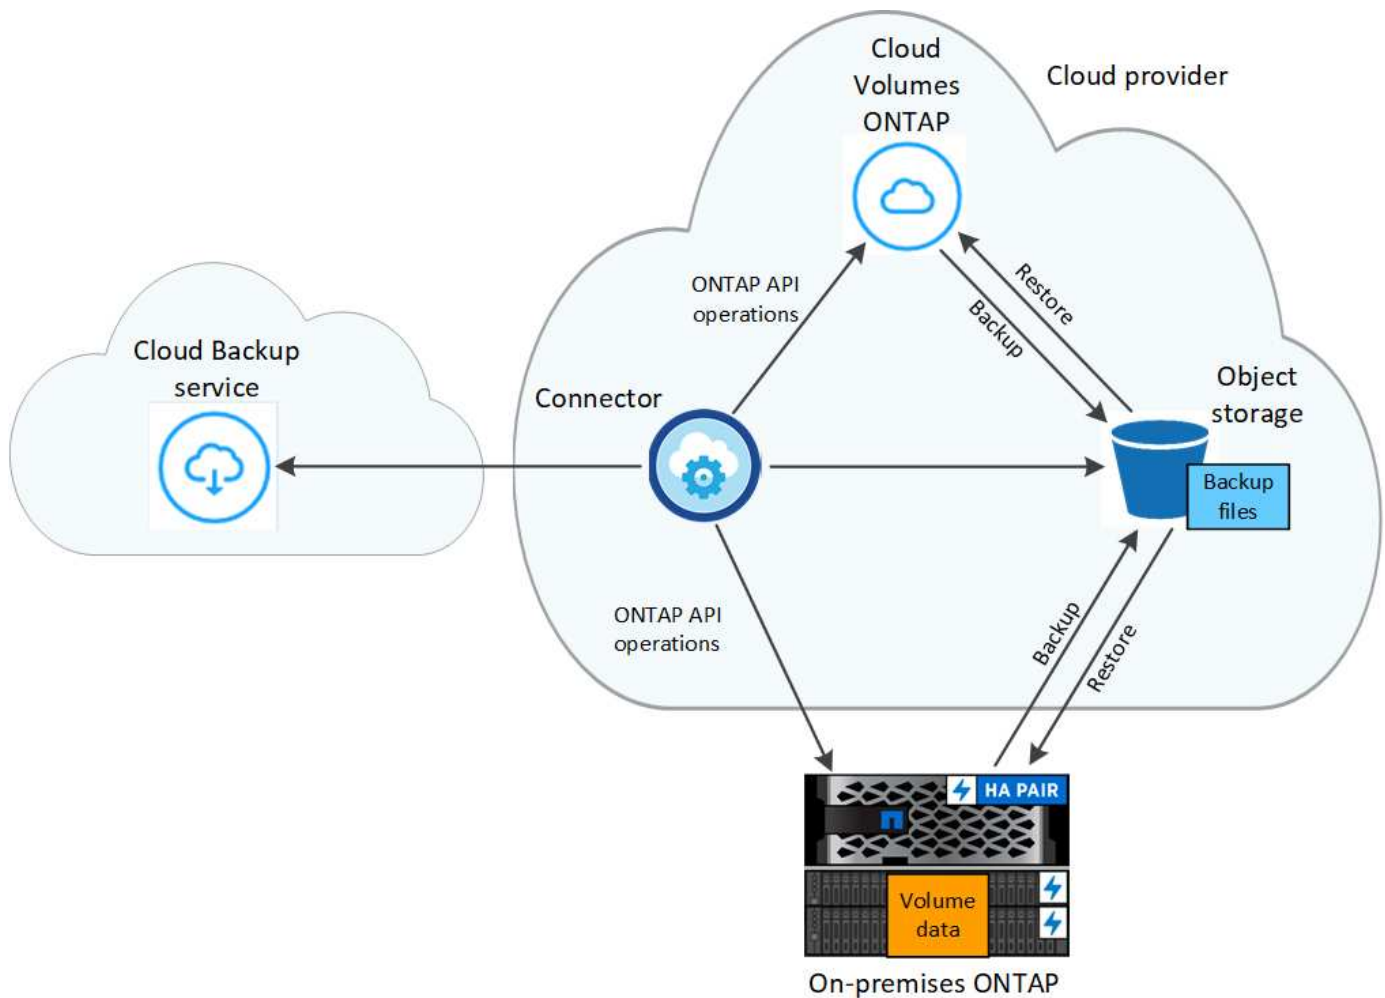 Cloud
Volumes
ONTAP
Cloud provider
ONTAP API
operations
Restore
Backup
Cloud Backup
service
Connector
Object
storage
Backup
files
ONTAP API
operations
Backup
Restore
HA PAIR
Volume
data
On-premises ONTAP